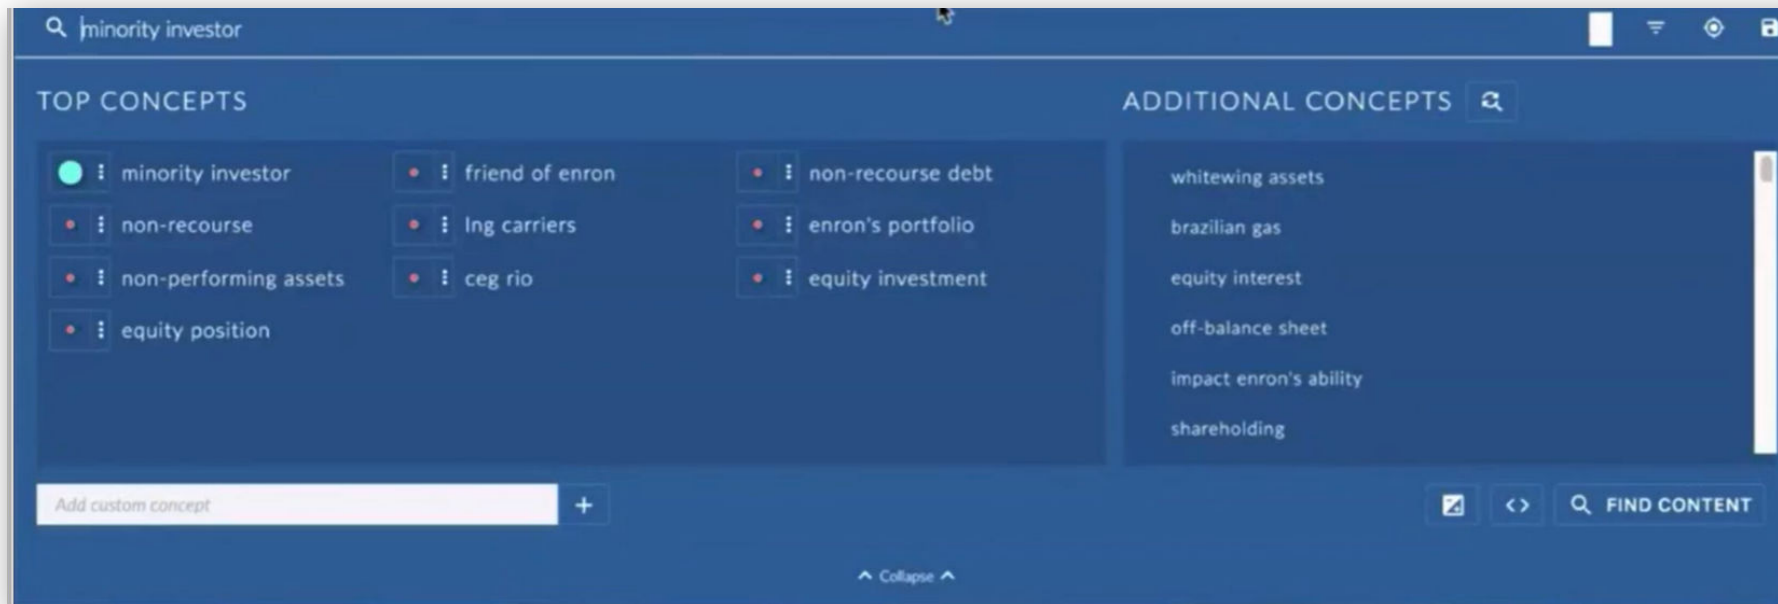 minority investor
TOP CONCEPTS
minority investor
friend of enron
non-recourse debt
non-recourse
lng carriers
enron's portfolio
non-performing assets
ceg rio
equity investment
equity position
ADDITIONAL CONCEPTS
whitewing assets
brazilian gas
equity interest
off-balance sheet
impact enron's ability
shareholding
Add custom concept
+
FIND CONTENT
Collapse